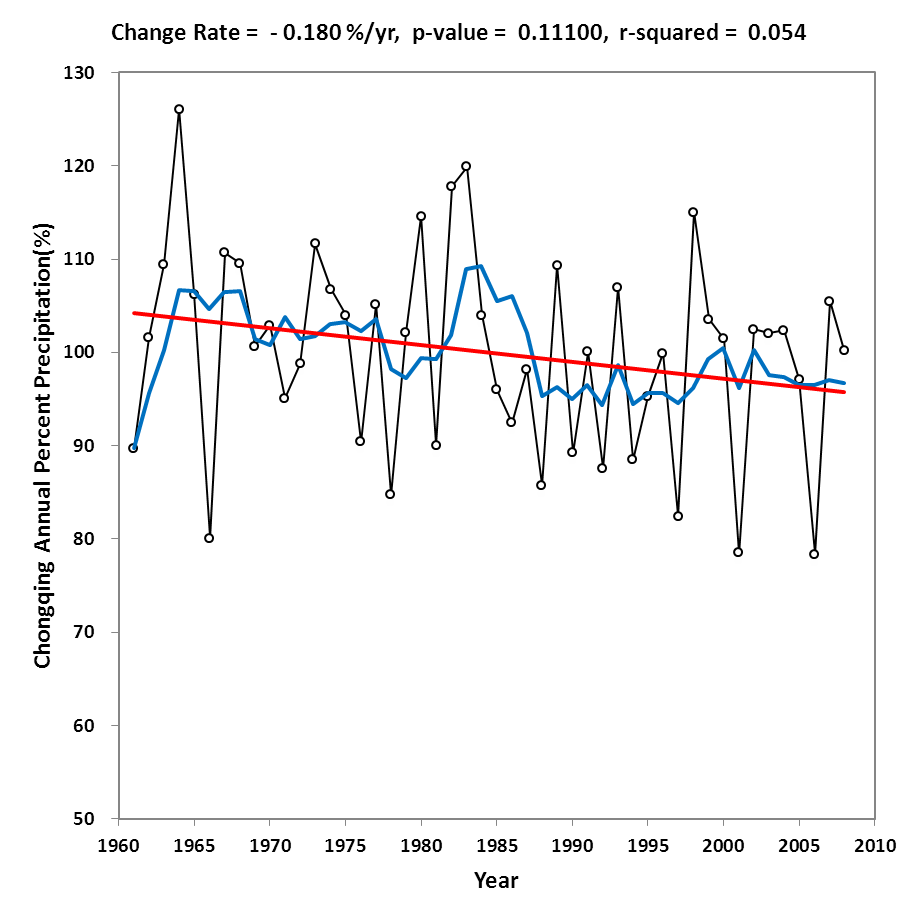 Change Rate = - 0.180 %/yr, p-value = 0.11100, r-squared = 0.054
130
120
110
100
90
80
70
60
50
Chongqing Annual Percent Precipitation(%)
1960 1965 1970 1975 1980 1985 1990 1995 2000 2005 2010
Year